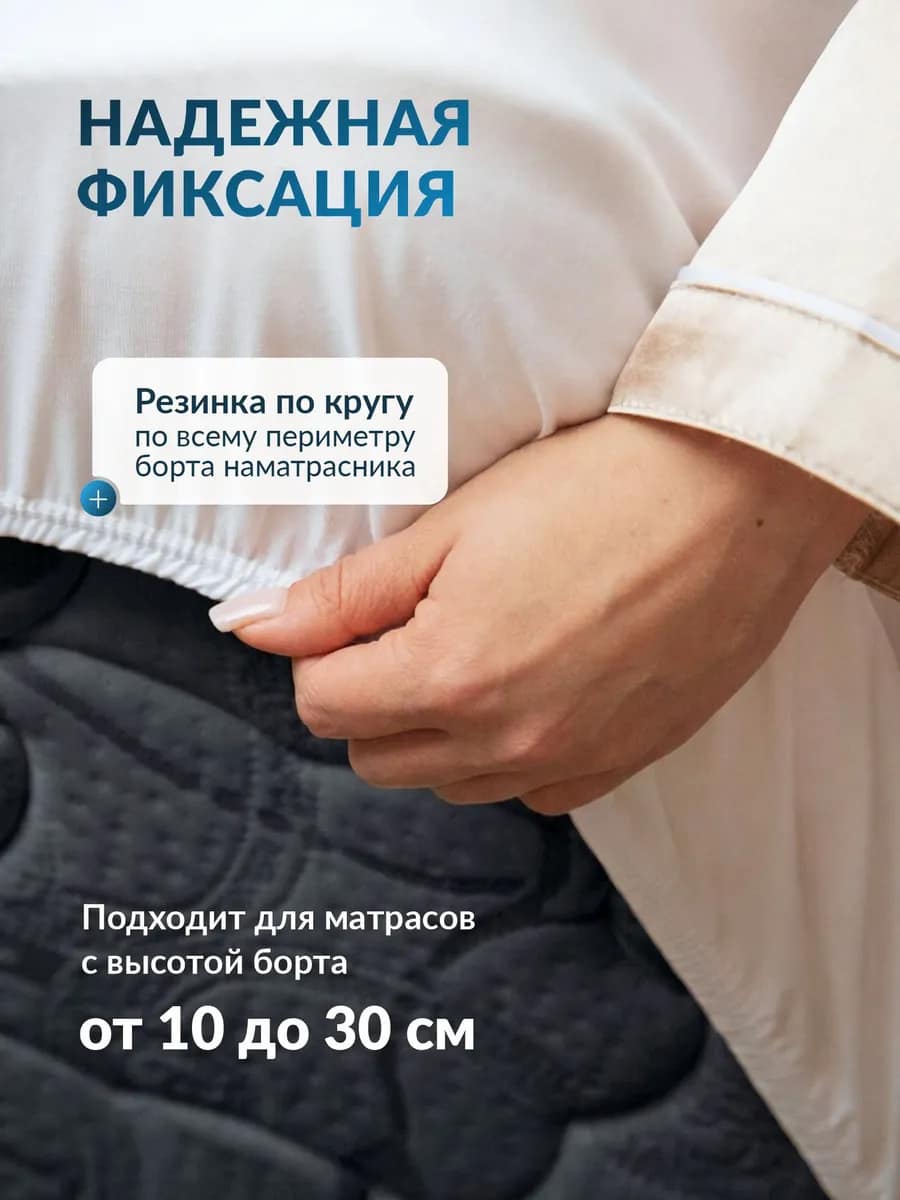 НАДЕЖНАЯ
ФИКСАЦИЯ
Резинка по кругу
по всему периметру
борта наматрасника
Подходит для матрасов
с высотой борта
от 10 до 30 см